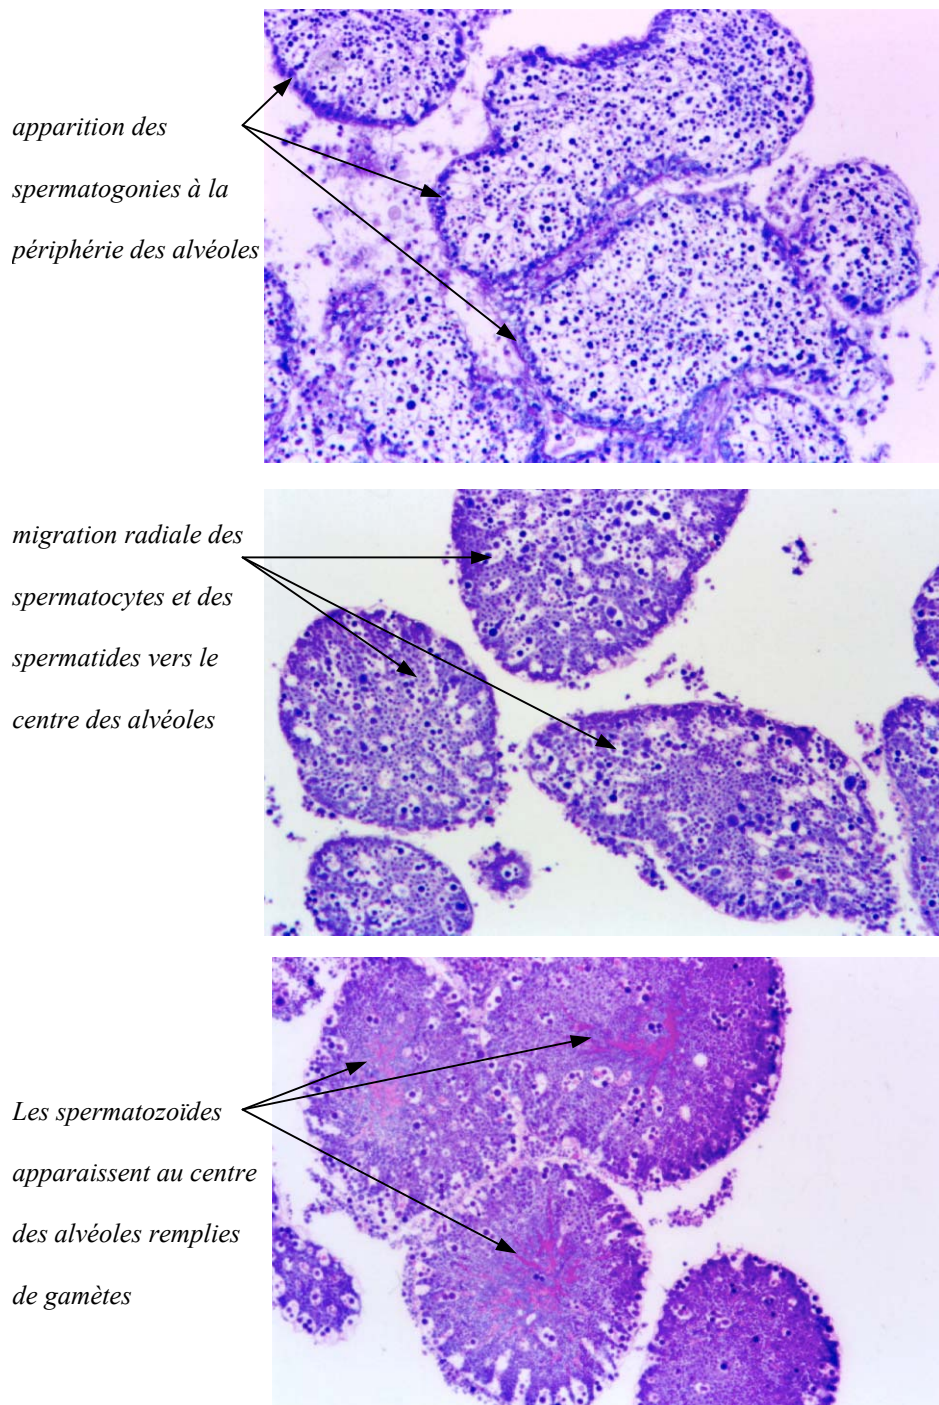 apparition des
spermatogonies à la
périphérie des alvéoles
migration radiale des
spermatocytes et des
spermatides vers le
centre des alvéoles
Les spermatozoïdes
apparaissent au centre
des alvéoles remplies
de gamètes